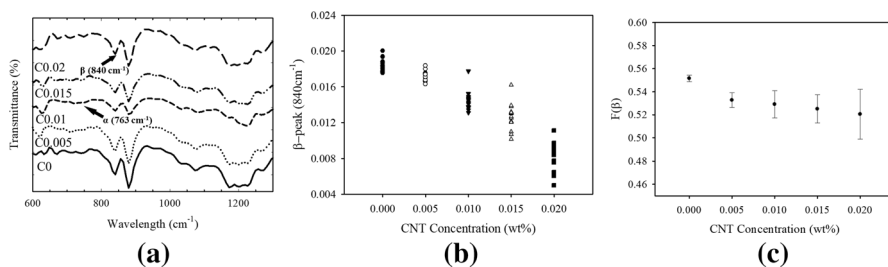 Transmittance (%)
C0.02
β (840 cm-1)
C0.015
C0.01
α (763 cm-1)
C0.005
C0
600 800 1000 1200
Wavelength (cm-1)
(a)
β-peak (840cm-1)
0.024
0.020
0.016
0.012
0.008
0.004
0.000 0.005 0.010 0.015 0.020
CNT Concentration (wt%)
(b)
F(β)
0.60
0.58
0.56
0.54
0.52
0.50
0.48
0.46
0.000 0.005 0.010 0.015 0.020
CNT Concentration (wt%)
(c)